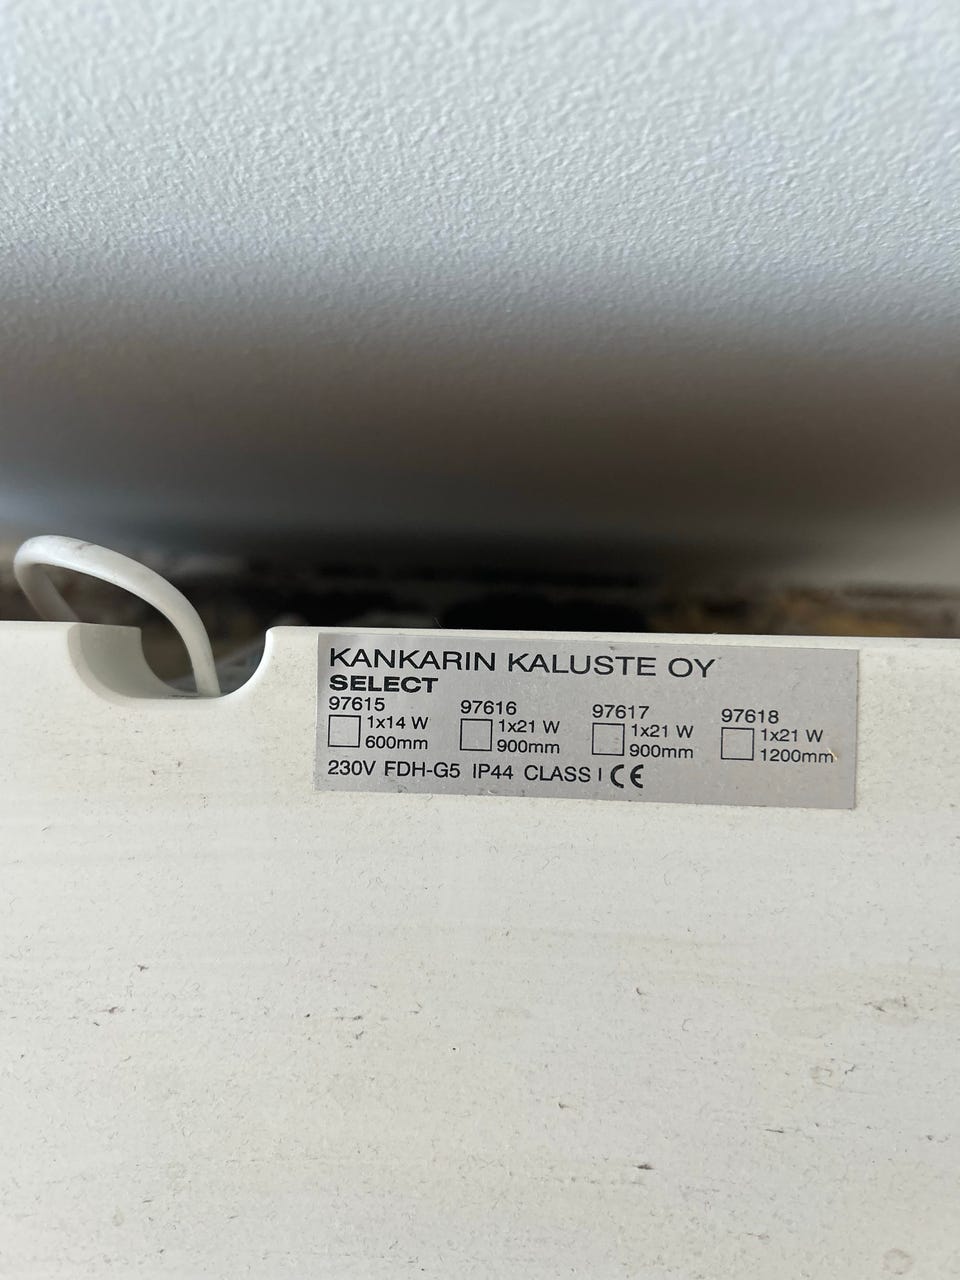 KANKARIN KALUSTE OY
SELECT
97615 97616 97617 97618
1x14 W 1x21 W 1x21 W 1x21 W
600mm 900mm 900mm 1200mm
230V FDH-G5 IP44 CLASS I CE